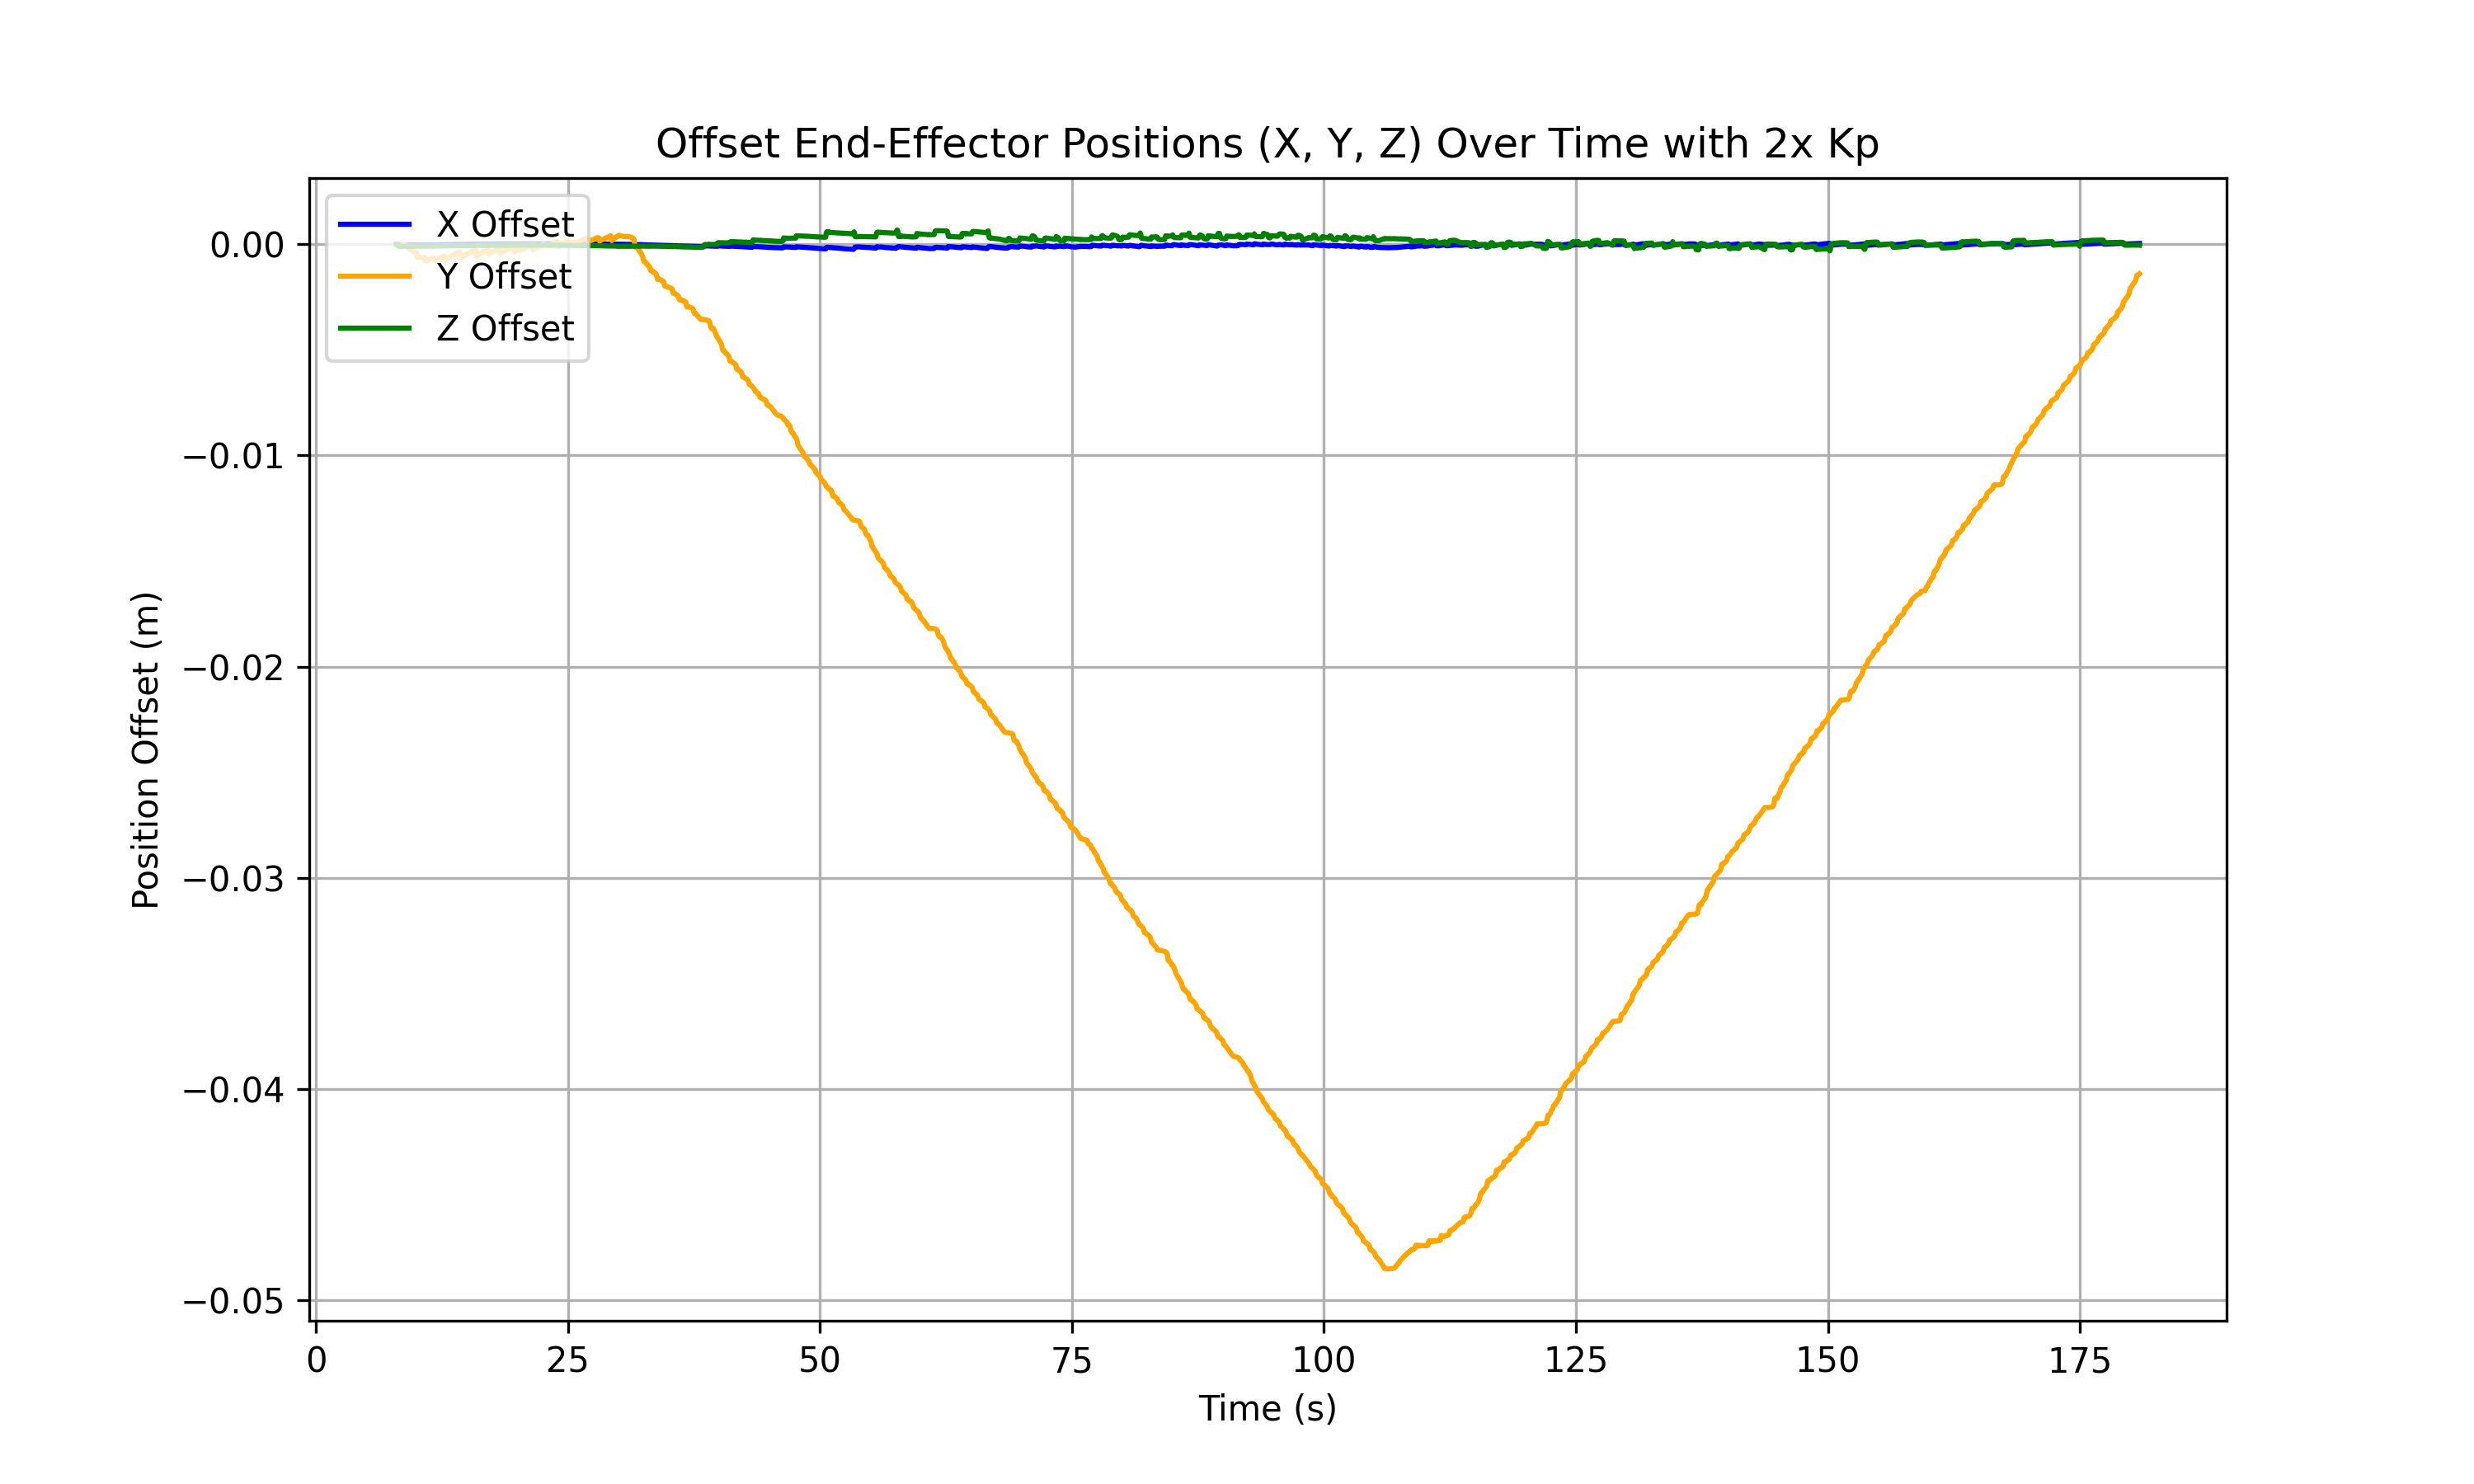 Offset End-Effector Positions (X, Y, Z) Over Time with 2x Kp
X Offset
Y Offset
Z Offset
0.00
−0.01
−0.02
−0.03
−0.04
−0.05
Position Offset (m)
0 25 50 75 100 125 150 175
Time (s)